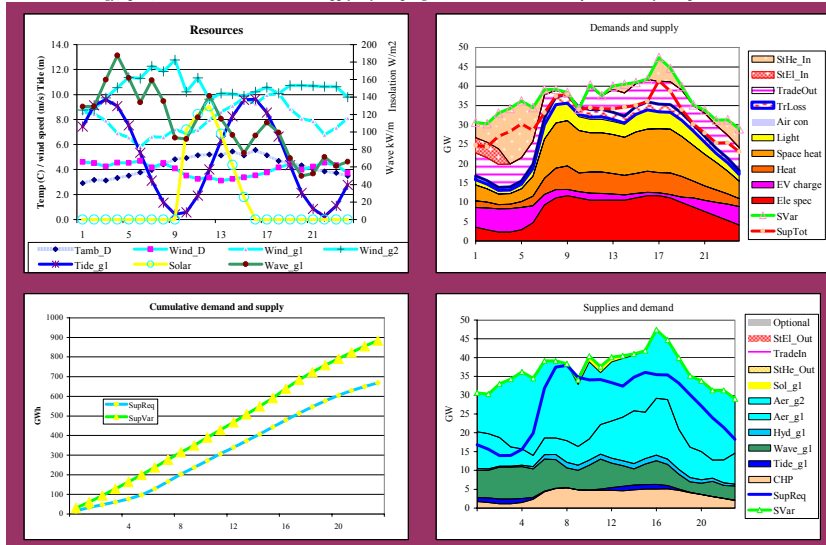 Resources
14.0
12.0
10.0
8.0
6.0
4.0
2.0
0.0
Temp (C) / wind speed (m/s) Tide (m)
200
180
160
140
120
100
80
60
40
20
0
Wave kW/m Insolation W/m2
1 5 9 13 17 21
Tamb_D Wind_D Wind_g1 Wind_g2
Tide_g1 Solar Wave_g1
Demands and supply
50
45
40
35
30
25
20
15
10
5
0
GW
1 5 9 13 17 21
StHe_In
StEl_In
TradeOut
TrLoss
Air con
Light
Space heat
Heat
EV charge
Ele spec
SVar
SupTot
Cumulative demand and supply
1000
900
800
700
600
500
400
300
200
100
0
GWh
SupReq
SupVar
4 8 12 16 20
Supplies and demand
50
45
40
35
30
25
20
15
10
5
0
GW
4 8 12 16 20
Optional
StEl_Out
TradeIn
StHe_Out
Sol_g1
Aer_g2
Aer_g1
Hyd_g1
Wave_g1
Tide_g1
CHP
SupReq
SVar